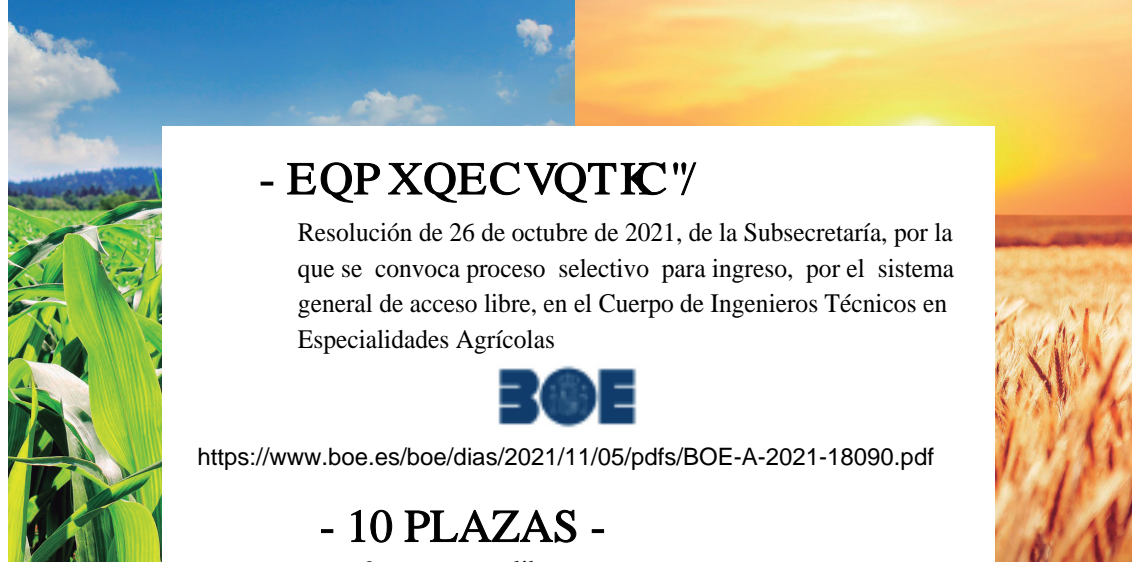 - EQP XQECVQTKC"/
Resolución de 26 de octubre de 2021, de la Subsecretaría, por la
que se convoca proceso selectivo para ingreso, por el sistema
general de acceso libre, en el Cuerpo de Ingenieros Técnicos en
Especialidades Agrícolas
BOE
https://www.boe.es/boe/dias/2021/11/05/pdfs/BOE-A-2021-18090.pdf
- 10 PLAZAS -